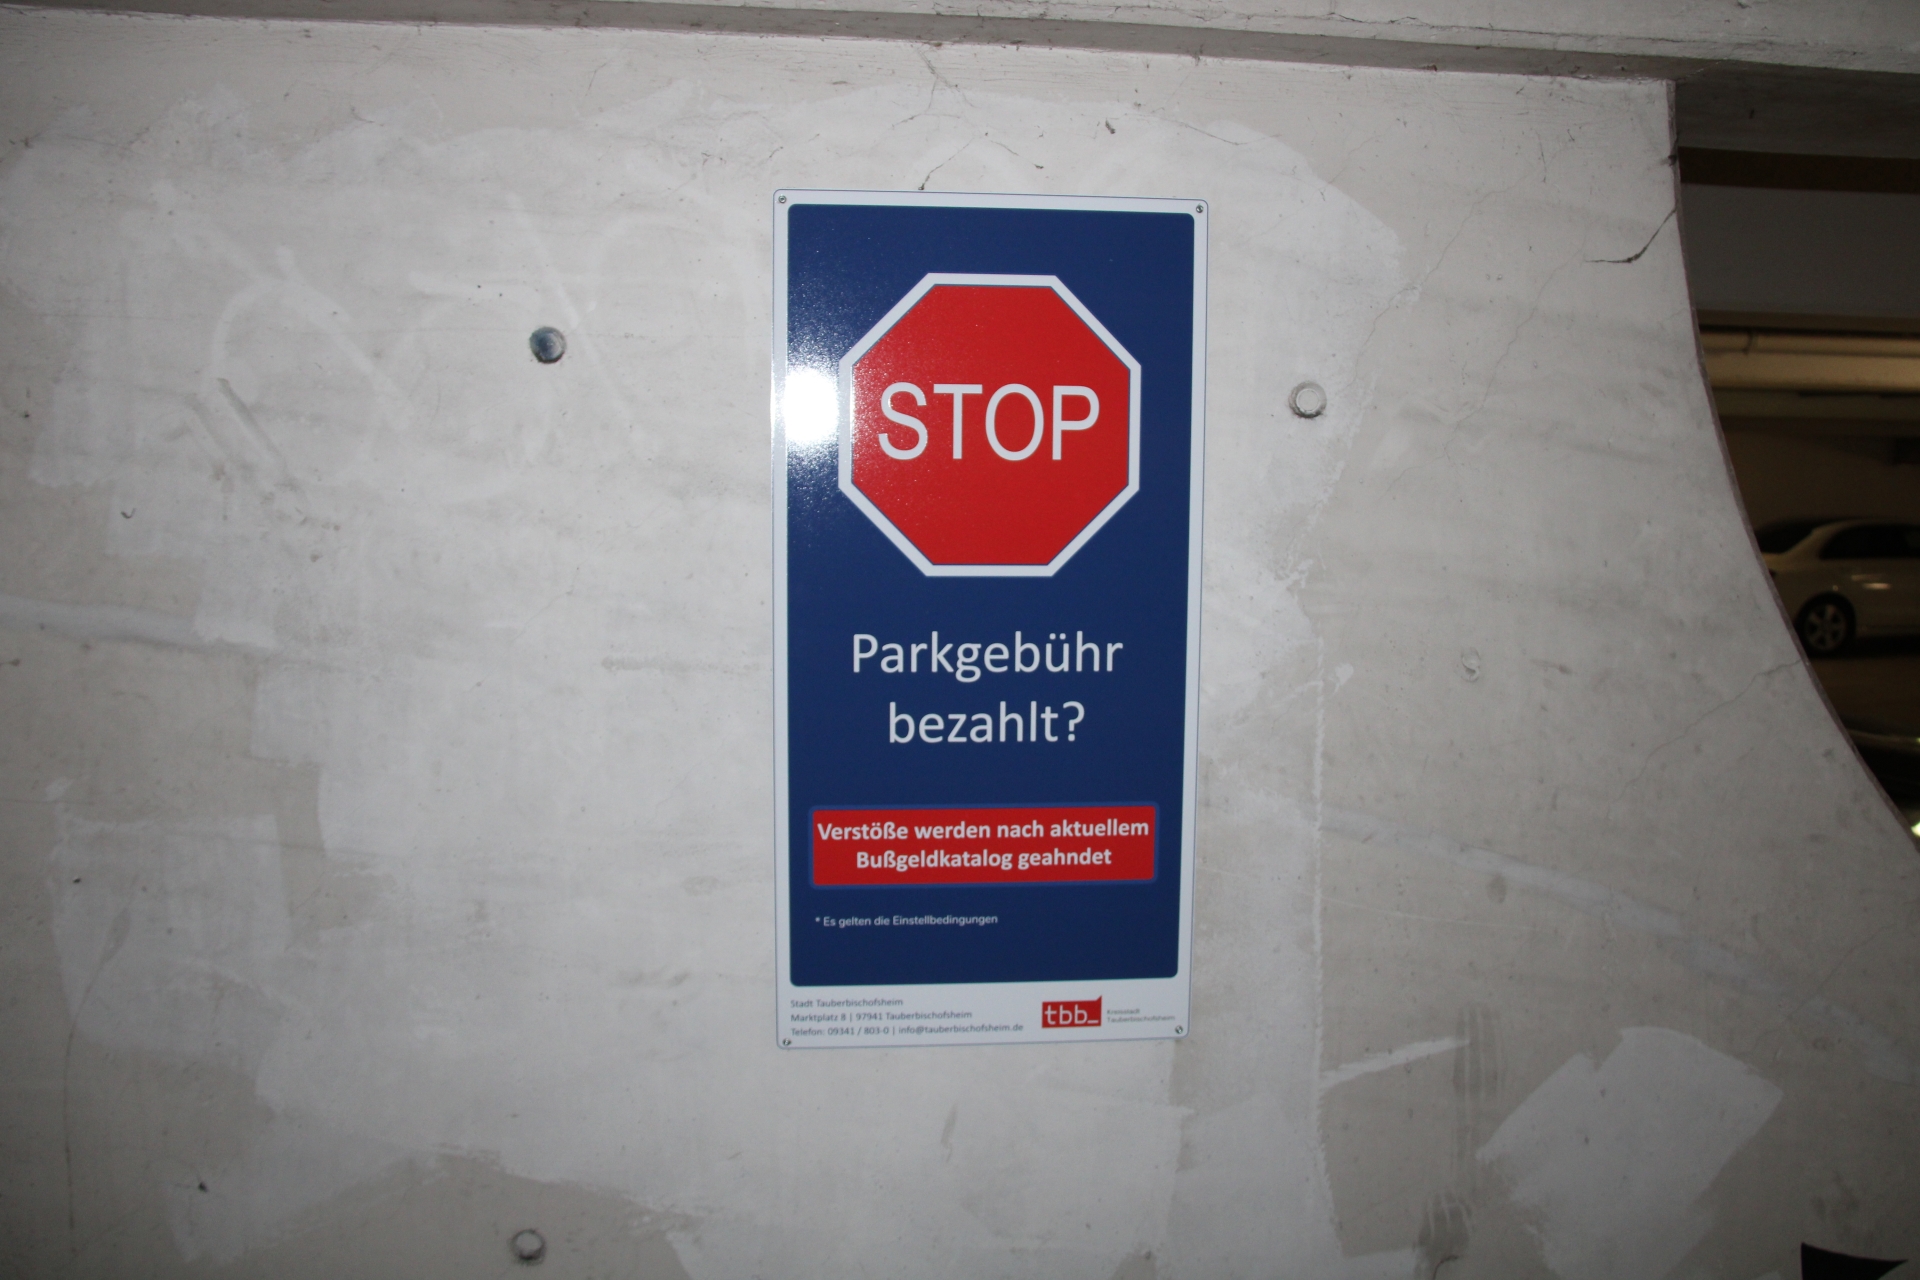 STOP
Parkgebühr
bezahlt?
Verstöße werden nach aktuellem
Bußgeldkatalog geahndet
* Es gelten die Einstellbedingungen
Stadt Tauberbischofsheim
Marktplatz 8 | 97941 Tauberbischofsheim
Telefon: 09341 / 803-0 | info@tauberbischofsheim.de
tbb_
Kreisstadt
Tauberbischofsheim